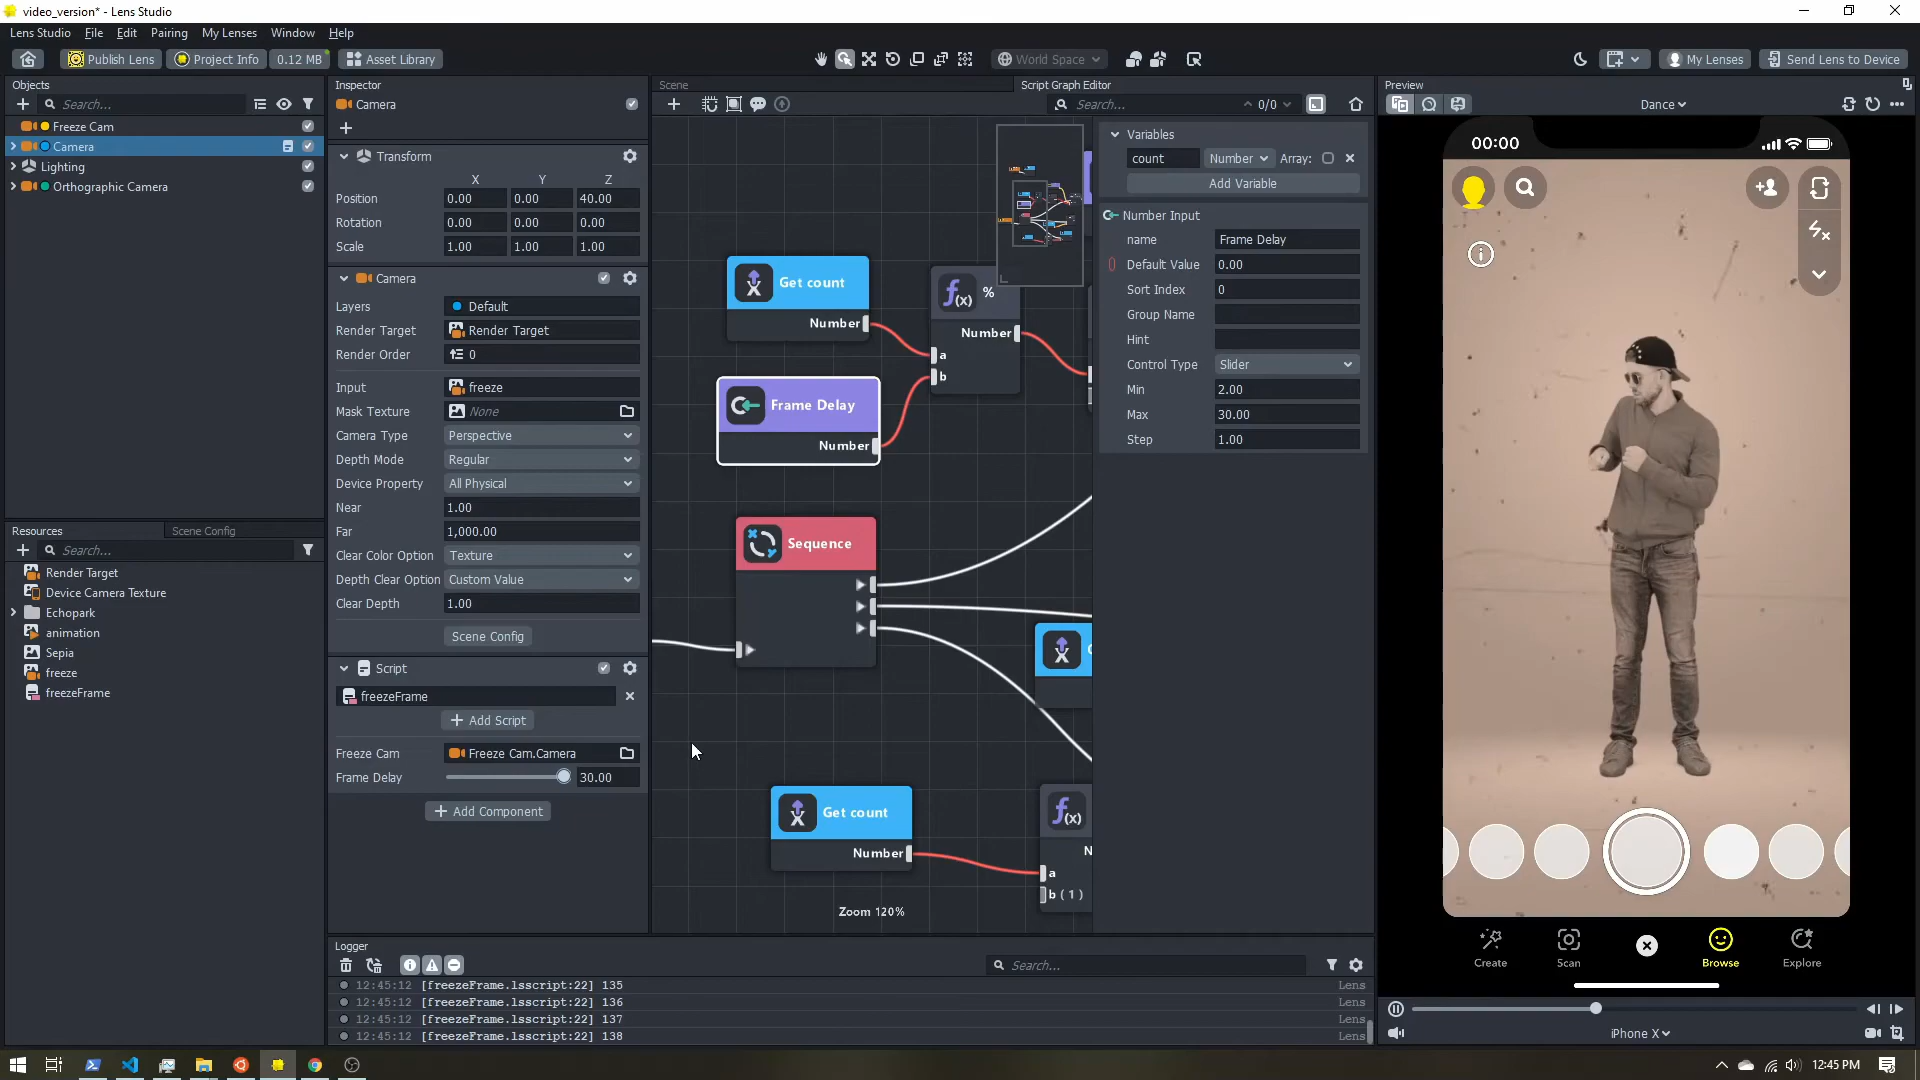 video_version* - Lens Studio
Lens Studio File Edit Pairing My Lenses Window Help
Publish Lens Project Info 0.12 MB Asset Library World Space My Lenses Send Lens to Device
Objects
Search...
Freeze Cam
Camera
Lighting
Orthographic Camera
Resources Scene Config
Search...
Render Target
Device Camera Texture
Echopark
animation
Sepia
freeze
freezeFrame
Inspector
Camera
Transform
X Y Z
Position 0.00 0.00 40.00
Rotation 0.00 0.00 0.00
Scale 1.00 1.00 1.00
Camera
Layers Default
Render Target Render Target
Render Order 0
Input freeze
Mask Texture None
Camera Type Perspective
Depth Mode Regular
Device Property All Physical
Near 1.00
Far 1,000.00
Clear Color Option Texture
Depth Clear Option Custom Value
Clear Depth 1.00
Scene Config
Script
freezeFrame
Add Script
Freeze Cam Freeze Cam.Camera
Frame Delay 30.00
Add Component
Scene Script Graph Editor
Search... 0/0
Get count
Number
f(x) %
Number
a
b
Frame Delay
Number
Sequence
Get count
Number
f(x)
a
b ( 1 )
Zoom 120%
Variables
count Number Array:
Add Variable
Number Input
name Frame Delay
Default Value 0.00
Sort Index 0
Group Name
Hint
Control Type Slider
Min 2.00
Max 30.00
Step 1.00
Logger
Search...
12:45:12 [freezeFrame.lsscript:22] 135 Lens
12:45:12 [freezeFrame.lsscript:22] 136 Lens
12:45:12 [freezeFrame.lsscript:22] 137 Lens
12:45:12 [freezeFrame.lsscript:22] 138 Lens
Preview
Dance
00:00
Create Scan Browse Explore
iPhone X
12:45 PM